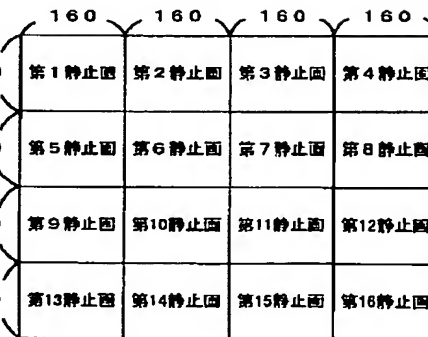 160 160 160 160
第1静止画 第2静止画 第3静止画 第4静止画
第5静止画 第6静止画 第7静止画 第8静止画
第9静止画 第10静止画 第11静止画 第12静止画
第13静止画 第14静止画 第15静止画 第16静止画